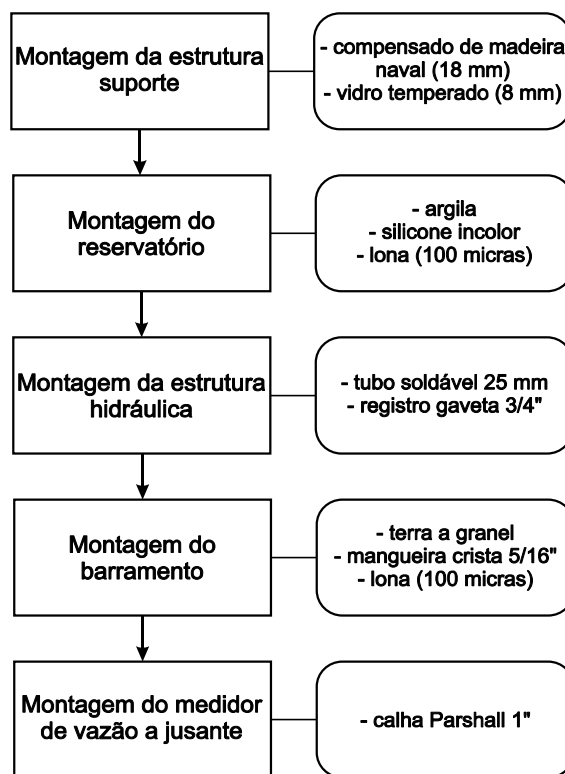 Montagem da estrutura
suporte
- compensado de madeira
naval (18 mm)
- vidro temperado (8 mm)
Montagem do
reservatório
- argila
- silicone incolor
- lona (100 micras)
Montagem da estrutura
hidráulica
- tubo soldável 25 mm
- registro gaveta 3/4"
Montagem do
barramento
- terra a granel
- mangueira crista 5/16"
- lona (100 micras)
Montagem do medidor
de vazão a jusante
- calha Parshall 1"